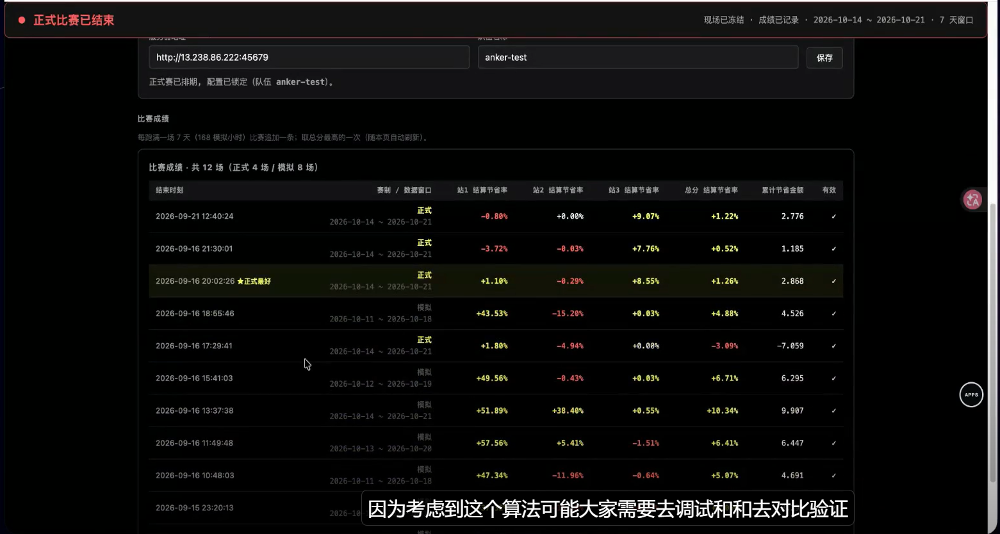 正式比赛已结束
现场已冻结 · 成绩已记录 · 2026-10-14 ~ 2026-10-21 · 7 天窗口
http://13.238.86.222:45679
anker-test
保存
正式赛已排期，配置已锁定（队伍 anker-test）。
比赛成绩
每跑满一场 7 天（168 模拟小时）比赛追加一条；取总分最高的一次（随本页自动刷新）。
比赛成绩 · 共 12 场（正式 4 场 / 模拟 8 场）
结束时刻 赛制 / 数据窗口 站1 结算节省率 站2 结算节省率 站3 结算节省率 总分 结算节省率 累计节省金额 有效
正式
2026-09-21 12:40:24 2026-10-14 ~ 2026-10-21 -0.80% +0.00% +9.07% +1.22% 2.776 ✓
正式
2026-09-16 21:30:01 2026-10-14 ~ 2026-10-21 -3.72% -0.03% +7.76% +0.52% 1.185 ✓
正式
2026-09-16 20:02:26 ★正式最好 2026-10-14 ~ 2026-10-21 +1.10% -0.29% +8.55% +1.26% 2.868 ✓
模拟
2026-09-16 18:55:46 2026-10-11 ~ 2026-10-18 +43.53% -15.20% +0.03% +4.88% 4.526 ✓
正式
2026-09-16 17:29:41 2026-10-14 ~ 2026-10-21 +1.80% -4.94% +0.00% -3.09% -7.059 ✓
模拟
2026-09-16 15:41:03 2026-10-12 ~ 2026-10-19 +49.56% -0.43% +0.03% +6.71% 6.295 ✓
模拟
2026-09-16 13:37:38 2026-10-14 ~ 2026-10-21 +51.89% +38.40% +0.55% +10.34% 9.907 ✓
模拟
2026-09-16 11:49:48 2026-10-13 ~ 2026-10-20 +57.56% +5.41% -1.51% +6.41% 6.447 ✓
模拟
2026-09-16 10:48:03 2026-10-11 ~ 2026-10-18 +47.34% -11.96% -0.64% +5.07% 4.691 ✓
2026-09-15 23:20:13 2026-10
因为考虑到这个算法可能大家需要去调试和和去对比验证
APPS